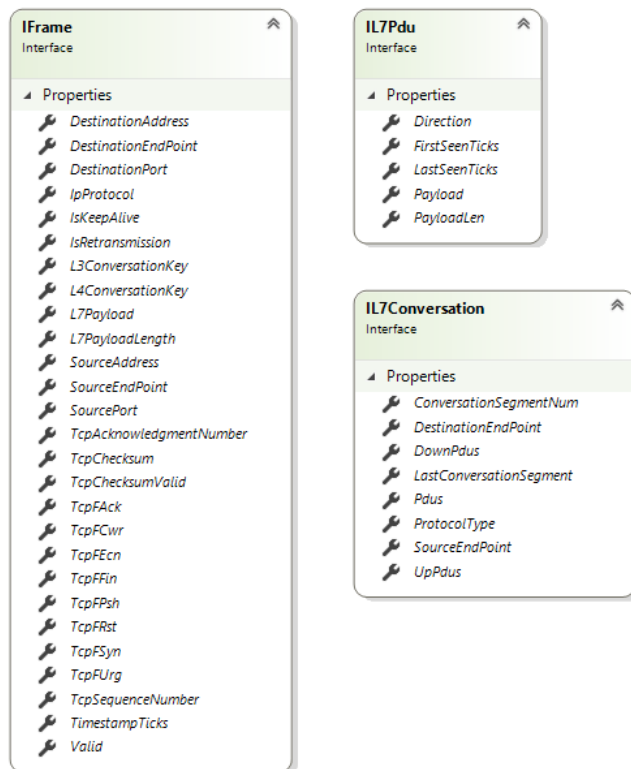 IFrame
Interface
Properties
DestinationAddress
DestinationEndPoint
DestinationPort
IpProtocol
IsKeepAlive
IsRetransmission
L3ConversationKey
L4ConversationKey
L7Payload
L7PayloadLength
SourceAddress
SourceEndPoint
SourcePort
TcpAcknowledgmentNumber
TcpChecksum
TcpChecksumValid
TcpFAck
TcpFCwr
TcpFEcn
TcpFFin
TcpFPsh
TcpFRst
TcpFSyn
TcpFUrg
TcpSequenceNumber
TimestampTicks
Valid
IL7Pdu
Interface
Properties
Direction
FirstSeenTicks
LastSeenTicks
Payload
PayloadLen
IL7Conversation
Interface
Properties
ConversationSegmentNum
DestinationEndPoint
DownPdus
LastConversationSegment
Pdus
ProtocolType
SourceEndPoint
UpPdus